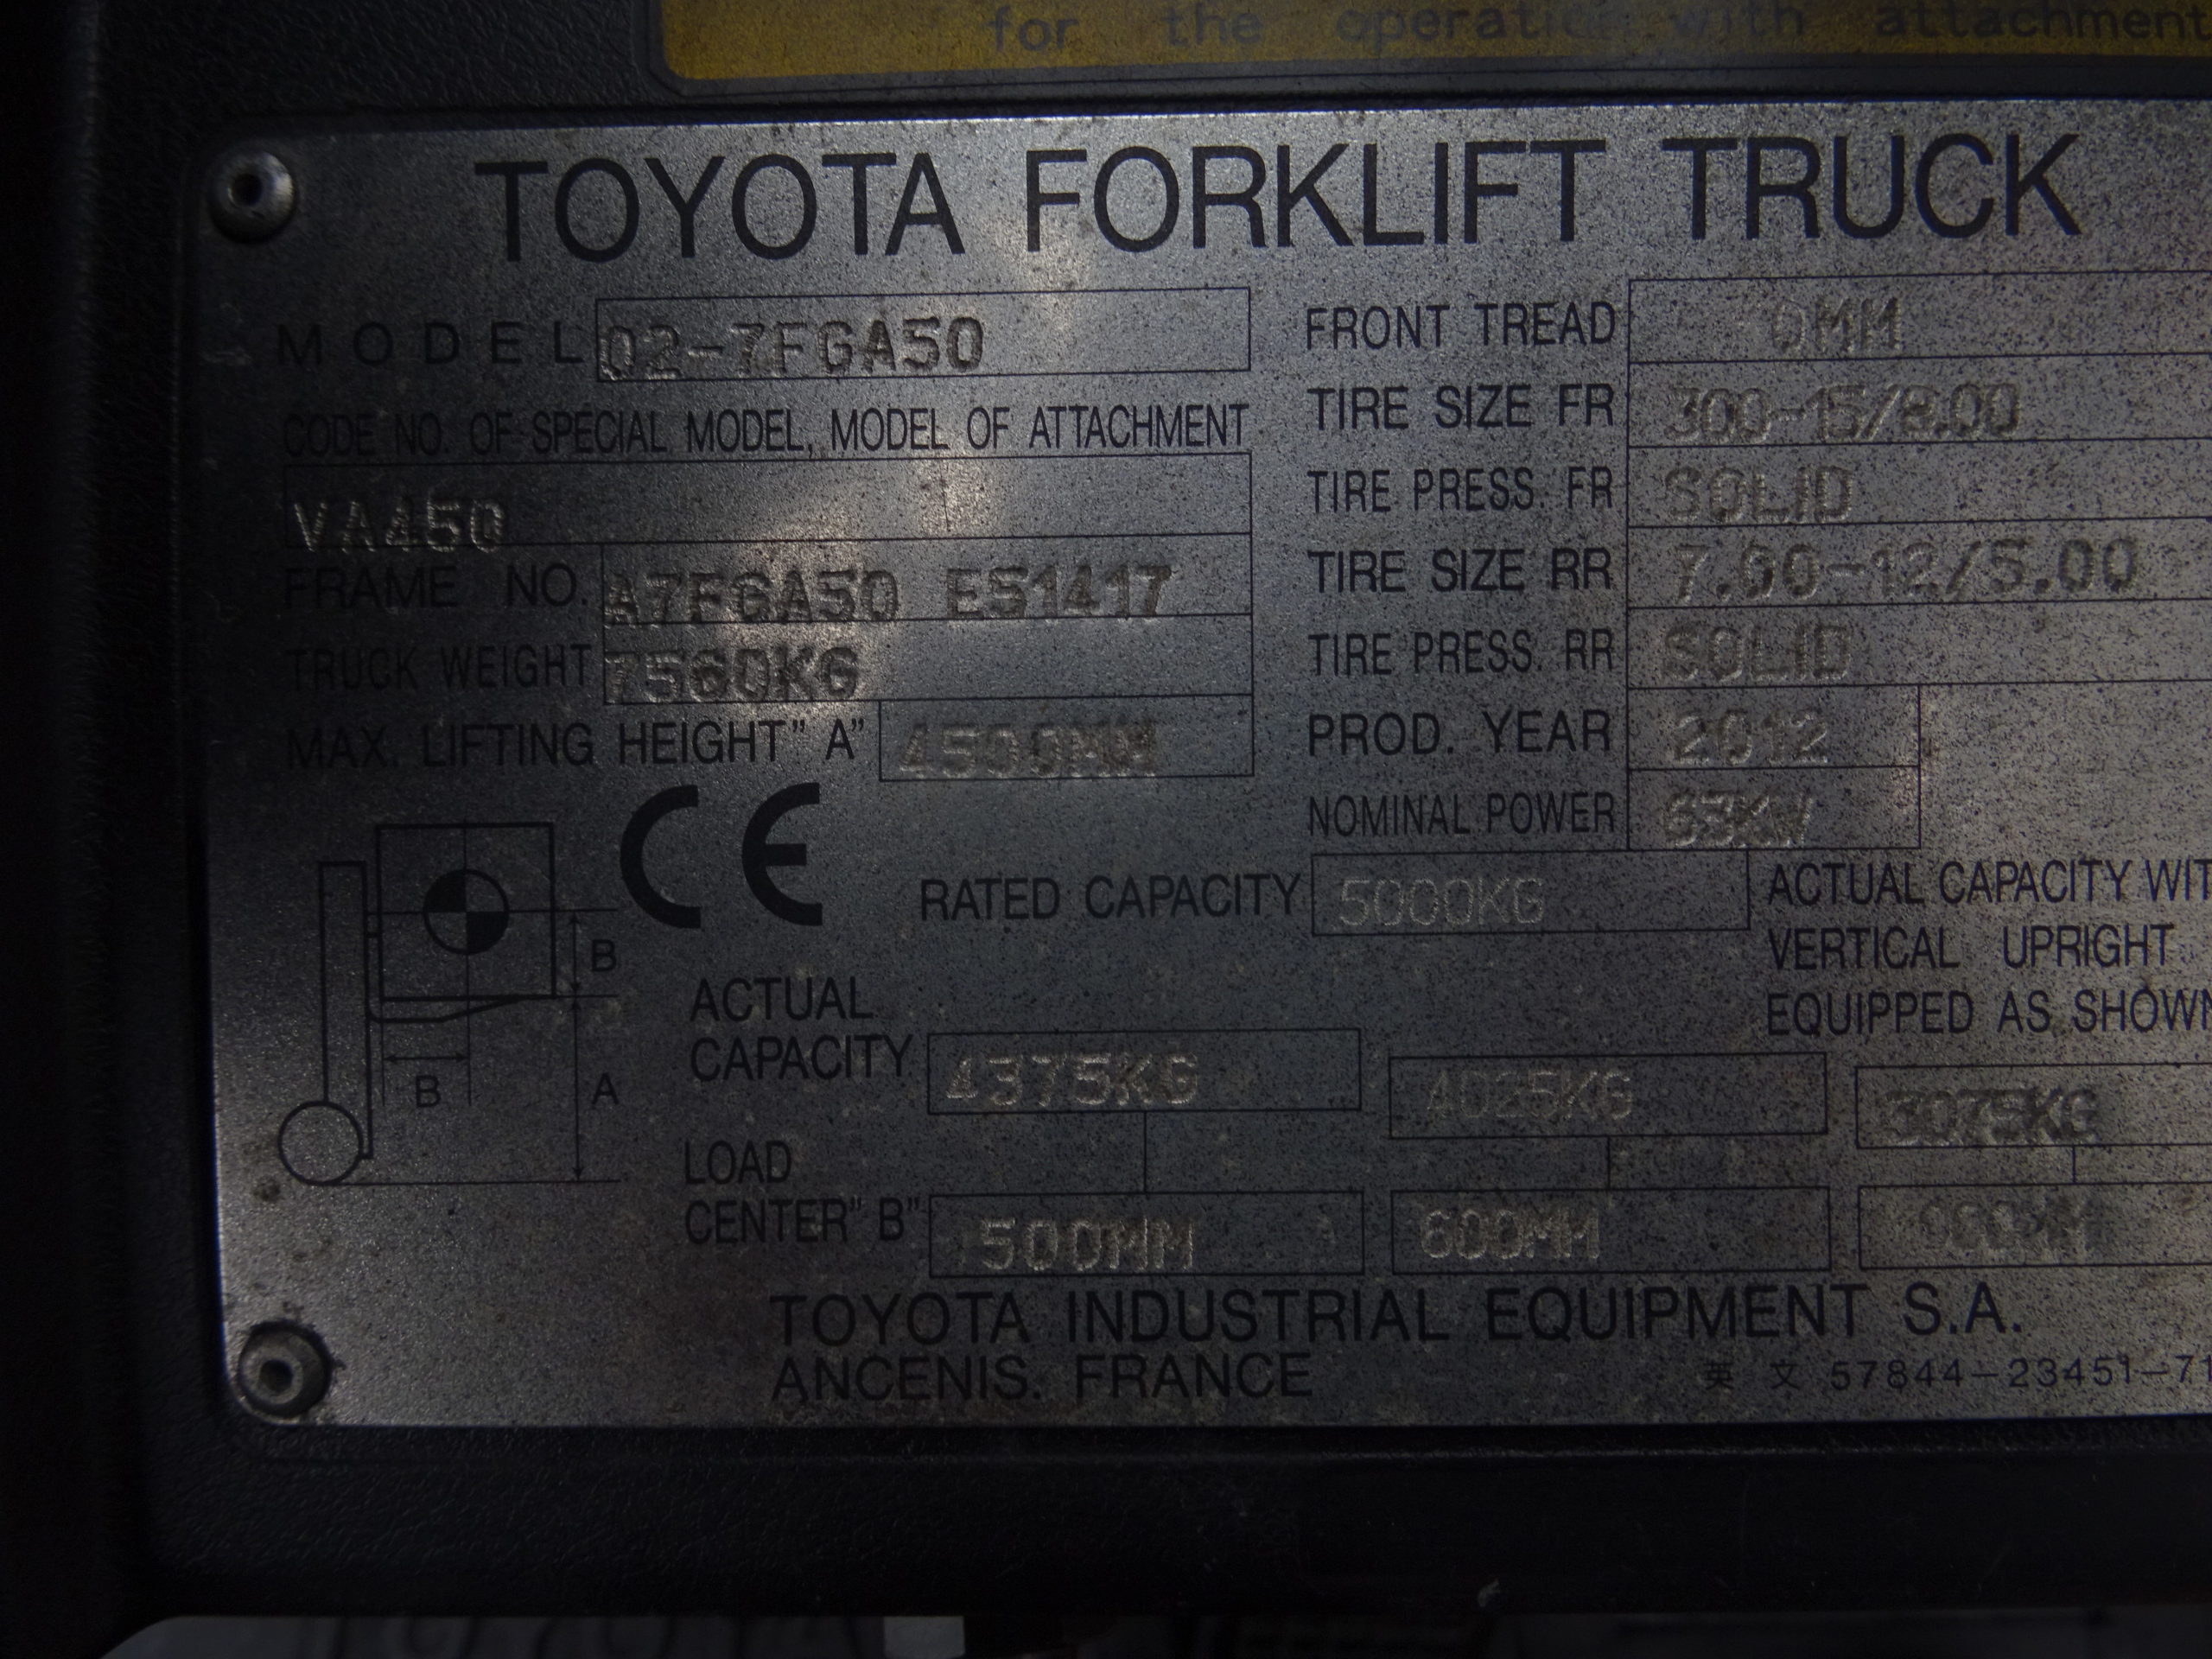 for the operation with attachment
TOYOTA FORKLIFT TRUCK
MODEL 02-7FGA50
CODE NO. OF SPECIAL MODEL, MODEL OF ATTACHMENT
VA450
FRAME NO. A7FGA50 E51417
TRUCK WEIGHT 7560KG
MAX. LIFTING HEIGHT" A" 4500MM
FRONT TREAD 0MM
TIRE SIZE FR 300-15/8.00
TIRE PRESS. FR SOLID
TIRE SIZE RR 7.00-12/5.00
TIRE PRESS. RR SOLID
PROD. YEAR 2012
NOMINAL POWER 63KW
CE
B
B
A
RATED CAPACITY 5000KG
ACTUAL CAPACITY WIT
VERTICAL UPRIGHT
EQUIPPED AS SHOWN
ACTUAL
CAPACITY 4375KG 4025KG 3075KG
LOAD
CENTER" B" 500MM 600MM
TOYOTA INDUSTRIAL EQUIPMENT S.A.
ANCENIS. FRANCE
英 文 57844-23451-71